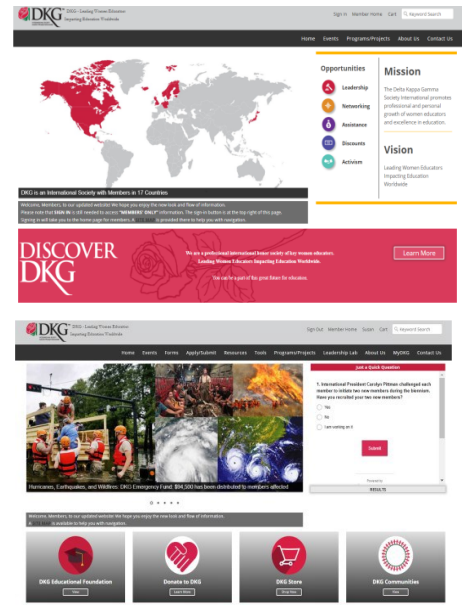 DKG DKG - Leading Women Educators
Impacting Education Worldwide
Sign In Member Home Cart Keyword Search
Home Events Programs/Projects About Us Contact Us
Opportunities
Leadership
Networking
Assistance
Discounts
Activism
Mission
The Delta Kappa Gamma
Society International promotes
professional and personal
growth of women educators
and excellence in education.
Vision
Leading Women Educators
Impacting Education
Worldwide
DKG is an International Society with Members in 17 Countries
Welcome, Members, to our updated website! We hope you enjoy the new look and flow of information.
Please note that SIGN IN is still needed to access "MEMBERS' ONLY" information. The sign in button is at the top right of this page.
Signing in will take you to the home page for members. A site map is provided there to help you with navigation.
DISCOVER
DKG
We are a professional international honor society of key women educators.
Leading Women Educators Impacting Education Worldwide.
You can be a part of this great future for educators.
Learn More
DKG DKG - Leading Women Educators
Impacting Education Worldwide
Sign Out Member Home Susan Cart Keyword Search
Home Events Forms Apply/Submit Resources Tools Programs/Projects Leadership Lab About Us MyDKG Contact Us
Just a Quick Question
1. International President Carolyn Pittman challenged each
member to initiate two new members during the biennium.
Have you recruited your two new members?
Yes
No
I am working on it
Submit
Powered by
RESULTS
Hurricanes, Earthquakes, and Wildfires: DKG Emergency Fund: $94,500 has been distributed to members affected
Welcome, Members, to our updated website! We hope you enjoy the new look and flow of information.
A site map is available to help you with navigation.
DKG Educational Foundation
View
Donate to DKG
Learn More
DKG Store
Shop Now
DKG Communities
View